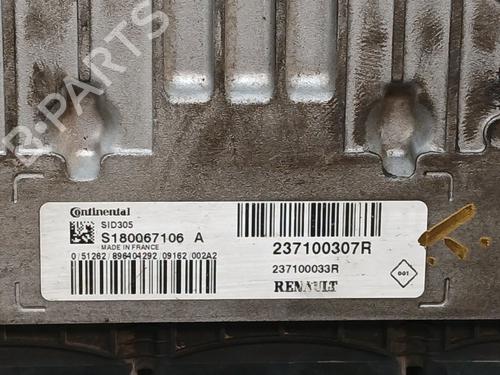 B-PARTS
Continental
SID305
S180067106 A
MADE IN FRANCE
0 51262 896404292 09162 002A2
237100307R
237100033R
RENAULT
001